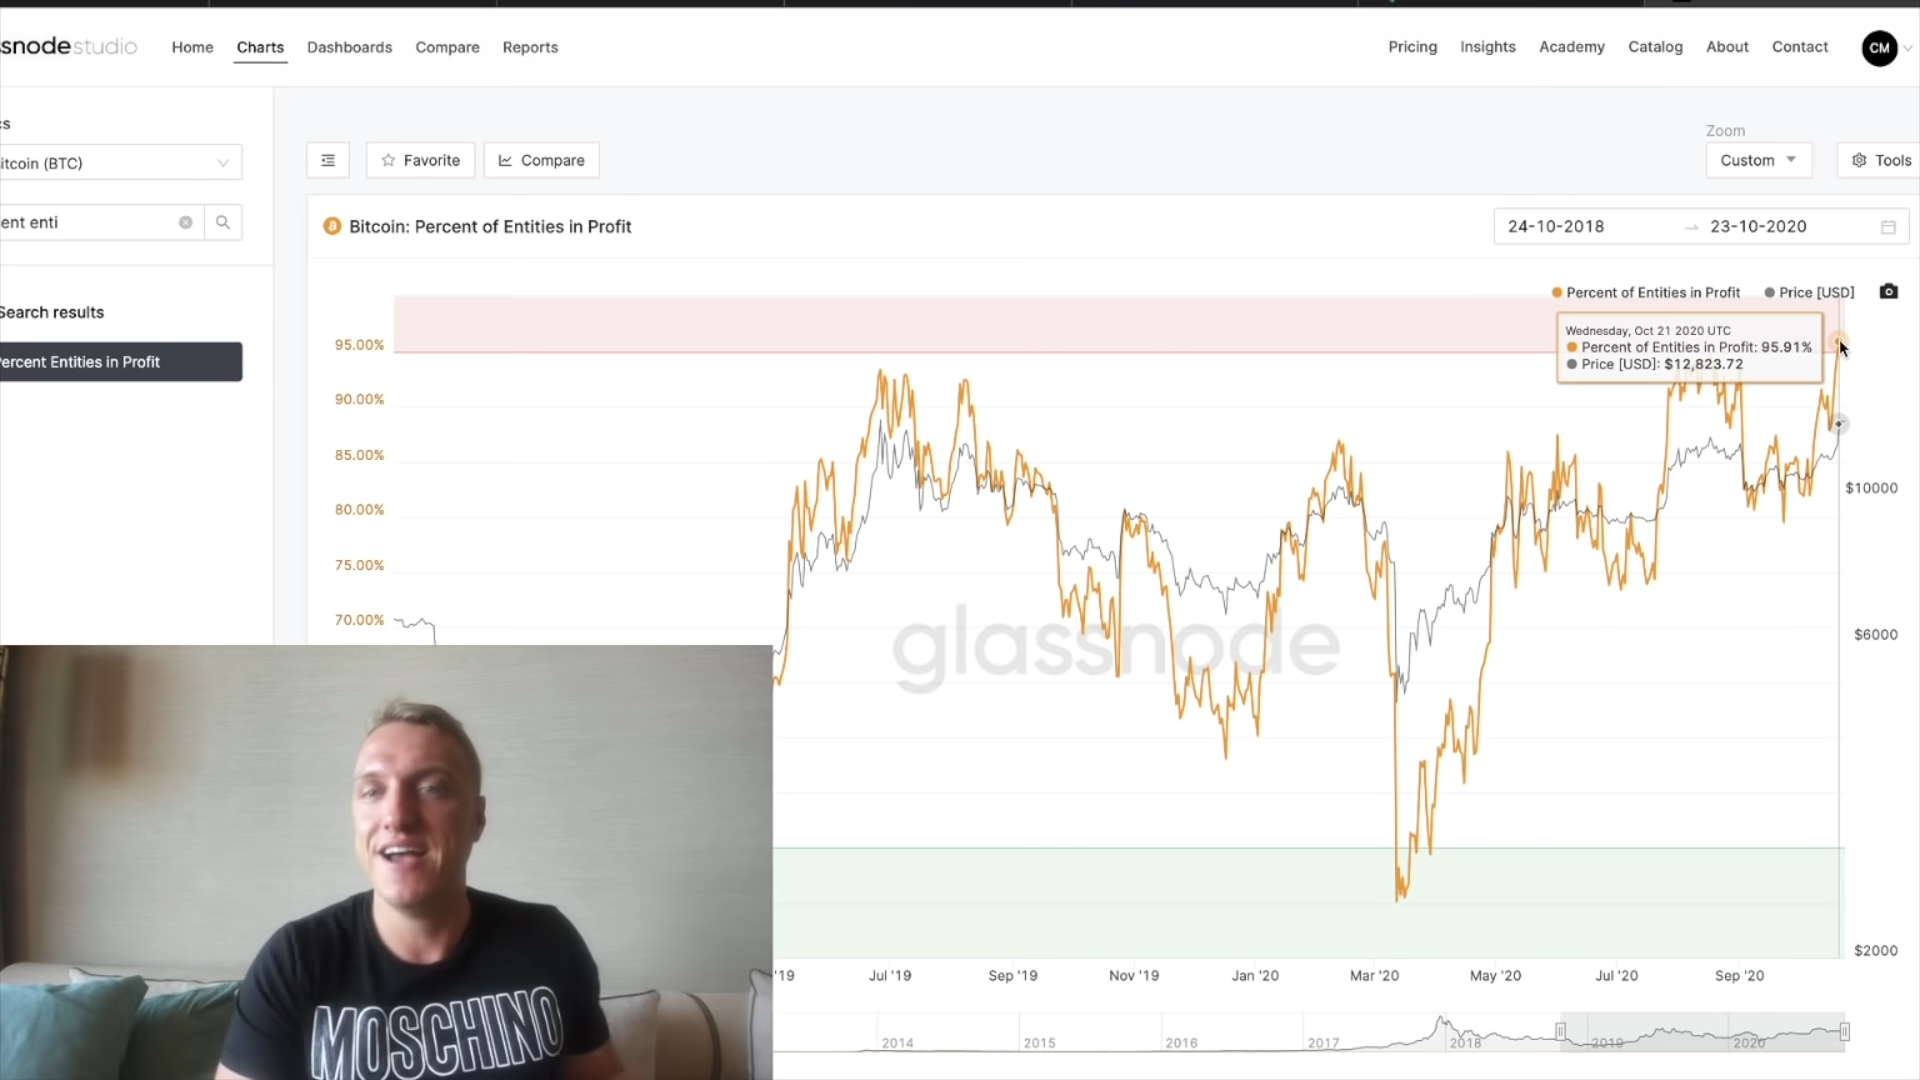 snodestudio Home Charts Dashboards Compare Reports Pricing Insights Academy Catalog About Contact CM
cs
itcoin (BTC)
ent enti
Search results
Percent Entities in Profit
Favorite Compare
Zoom
Custom Tools
Bitcoin: Percent of Entities in Profit
24-10-2018 → 23-10-2020
Percent of Entities in Profit Price [USD]
Wednesday, Oct 21 2020 UTC
Percent of Entities in Profit: 95.91%
Price [USD]: $12,823.72
95.00%
90.00%
85.00%
80.00%
75.00%
70.00%
$10000
$6000
$2000
glassnode
'19 Jul '19 Sep '19 Nov '19 Jan '20 Mar '20 May '20 Jul '20 Sep '20
2014 2015 2016 2017 2018 2019 2020
MOSCHINO